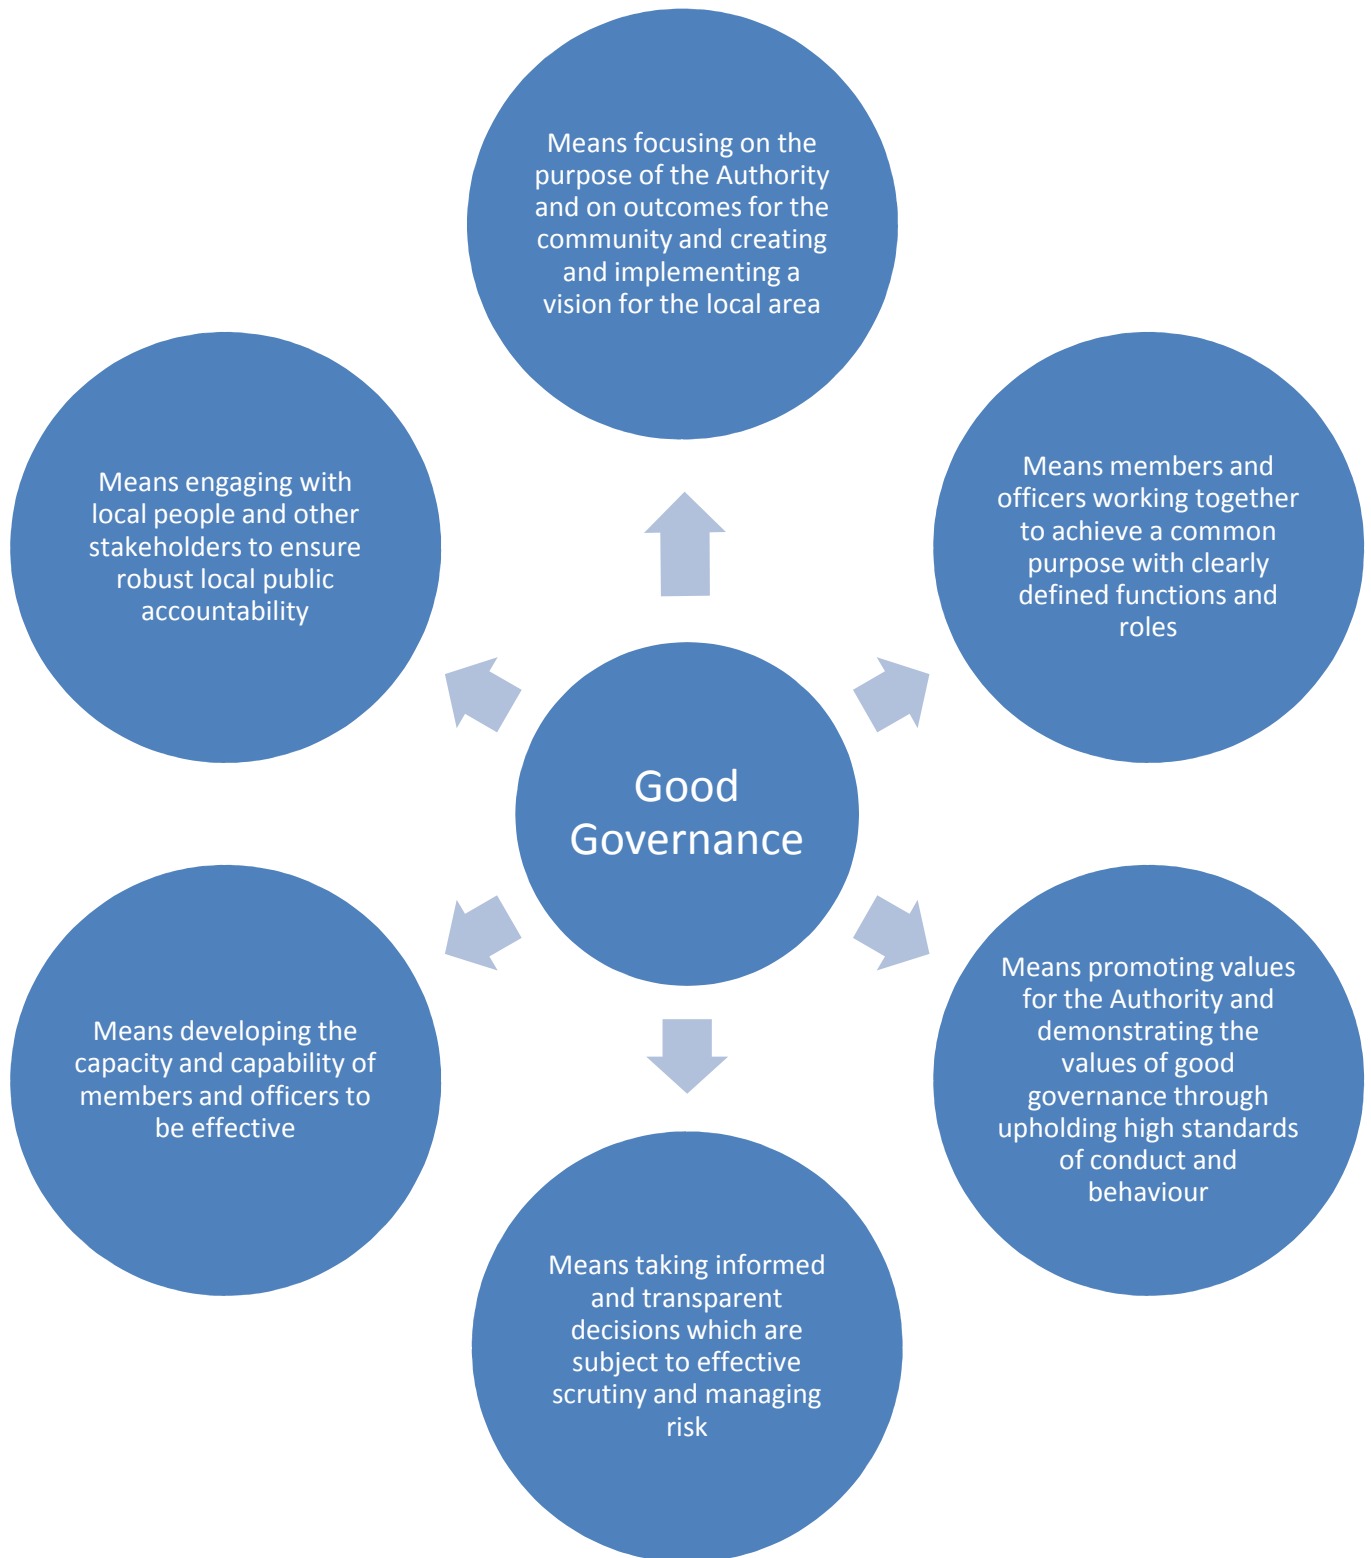 Means focusing on the
purpose of the Authority
and on outcomes for the
community and creating
and implementing a
vision for the local area
Means members and
officers working together
to achieve a common
purpose with clearly
defined functions and
roles
Means promoting values
for the Authority and
demonstrating the
values of good
governance through
upholding high standards
of conduct and
behaviour
Means taking informed
and transparent
decisions which are
subject to effective
scrutiny and managing
risk
Means developing the
capacity and capability of
members and officers to
be effective
Means engaging with
local people and other
stakeholders to ensure
robust local public
accountability
Good
Governance